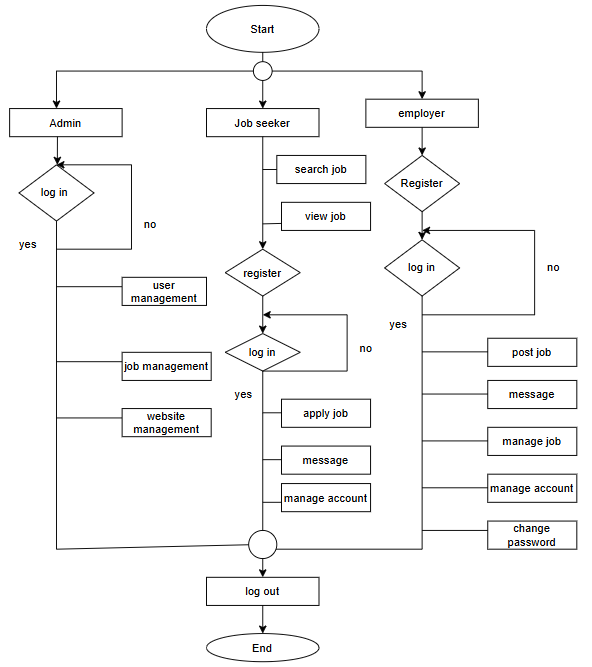 Start
Admin
Job seeker
employer
search job
log in
Register
view job
no
yes
register
log in
no
user
management
yes
post job
log in
no
job management
message
yes
apply job
website
management
manage job
message
manage account
manage account
change
password
log out
End